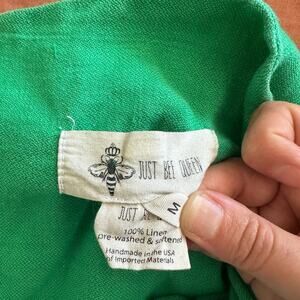 JUST BEE QUEEN
M
JUST
100% Linen
pre-washed & softened
Handmade in the USA
of Imported Materials